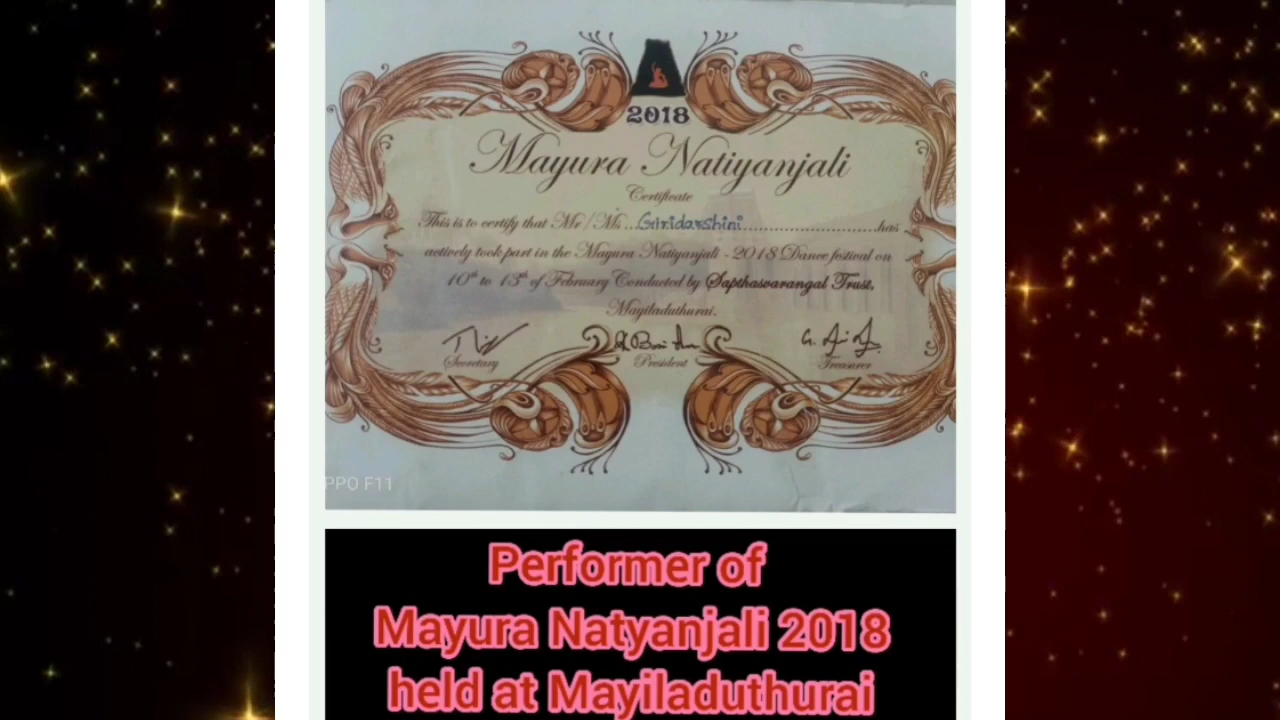 2018
Mayura Natiyanjali
Certificate
This is to certify that Mr / Ms...Giridarshini.................................has
actively took part in the Mayura Natiyanjali - 2018 Dance festival on
10th to 13th of February Conducted by Sapthasvarangal Trust,
Mayiladuthurai.
Secretary President Treasurer
PPO F11
Performer of
Mayura Natyanjali 2018
held at Mayiladuthurai